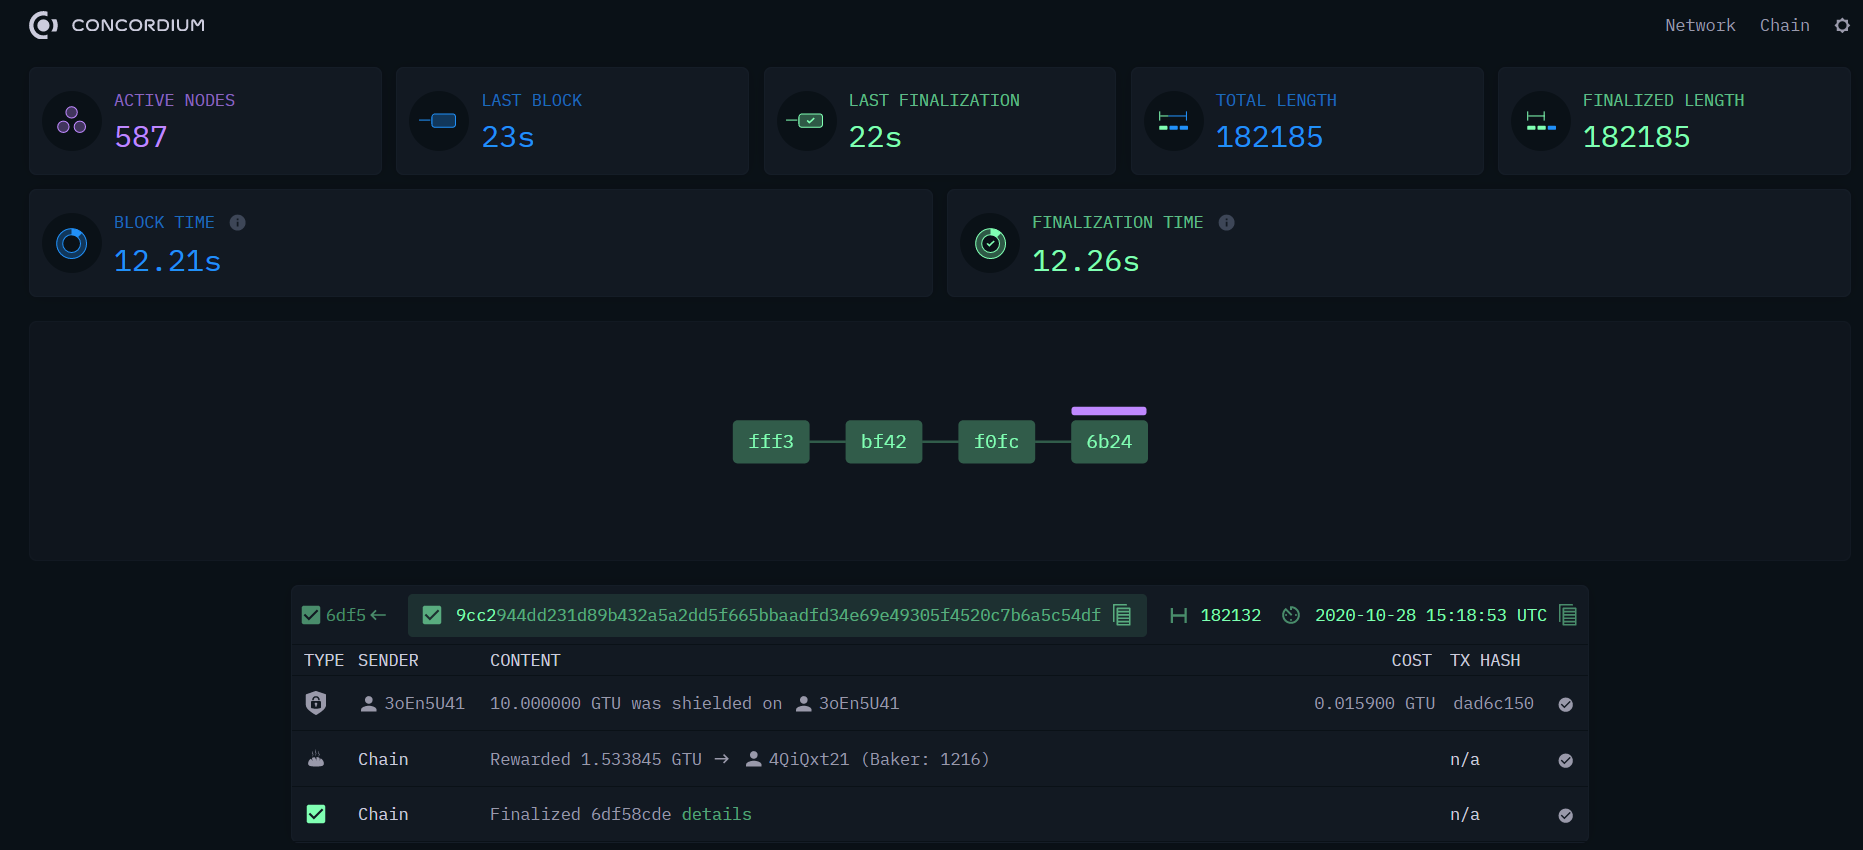 CONCORDIUM
Network Chain
ACTIVE NODES
587
LAST BLOCK
23s
LAST FINALIZATION
22s
TOTAL LENGTH
182185
FINALIZED LENGTH
182185
BLOCK TIME
12.21s
FINALIZATION TIME
12.26s
fff3 bf42 f0fc 6b24
6df5← 9cc2944dd231d89b432a5a2dd5f665bbaadfd34e69e49305f4520c7b6a5c54df 182132 2020-10-28 15:18:53 UTC
TYPE SENDER CONTENT COST TX HASH
3oEn5U41 10.000000 GTU was shielded on 3oEn5U41 0.015900 GTU dad6c150
Chain Rewarded 1.533845 GTU → 4QiQxt21 (Baker: 1216) n/a
Chain Finalized 6df58cde details n/a